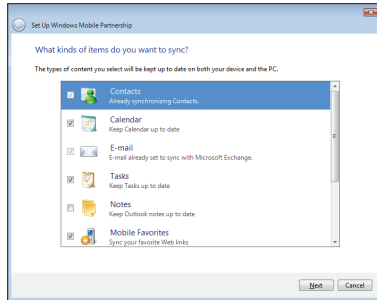 Set Up Windows Mobile Partnership
What kinds of items do you want to sync?
The types of content you select will be kept up to date on both your device and the PC.
Contacts
Already synchronizing Contacts.
Calendar
Keep Calendar up to date
E-mail
E-mail already set to sync with Microsoft Exchange.
Tasks
Keep Tasks up to date
Notes
Keep Outlook notes up to date
Mobile Favorites
Sync your favorite Web links
Next Cancel